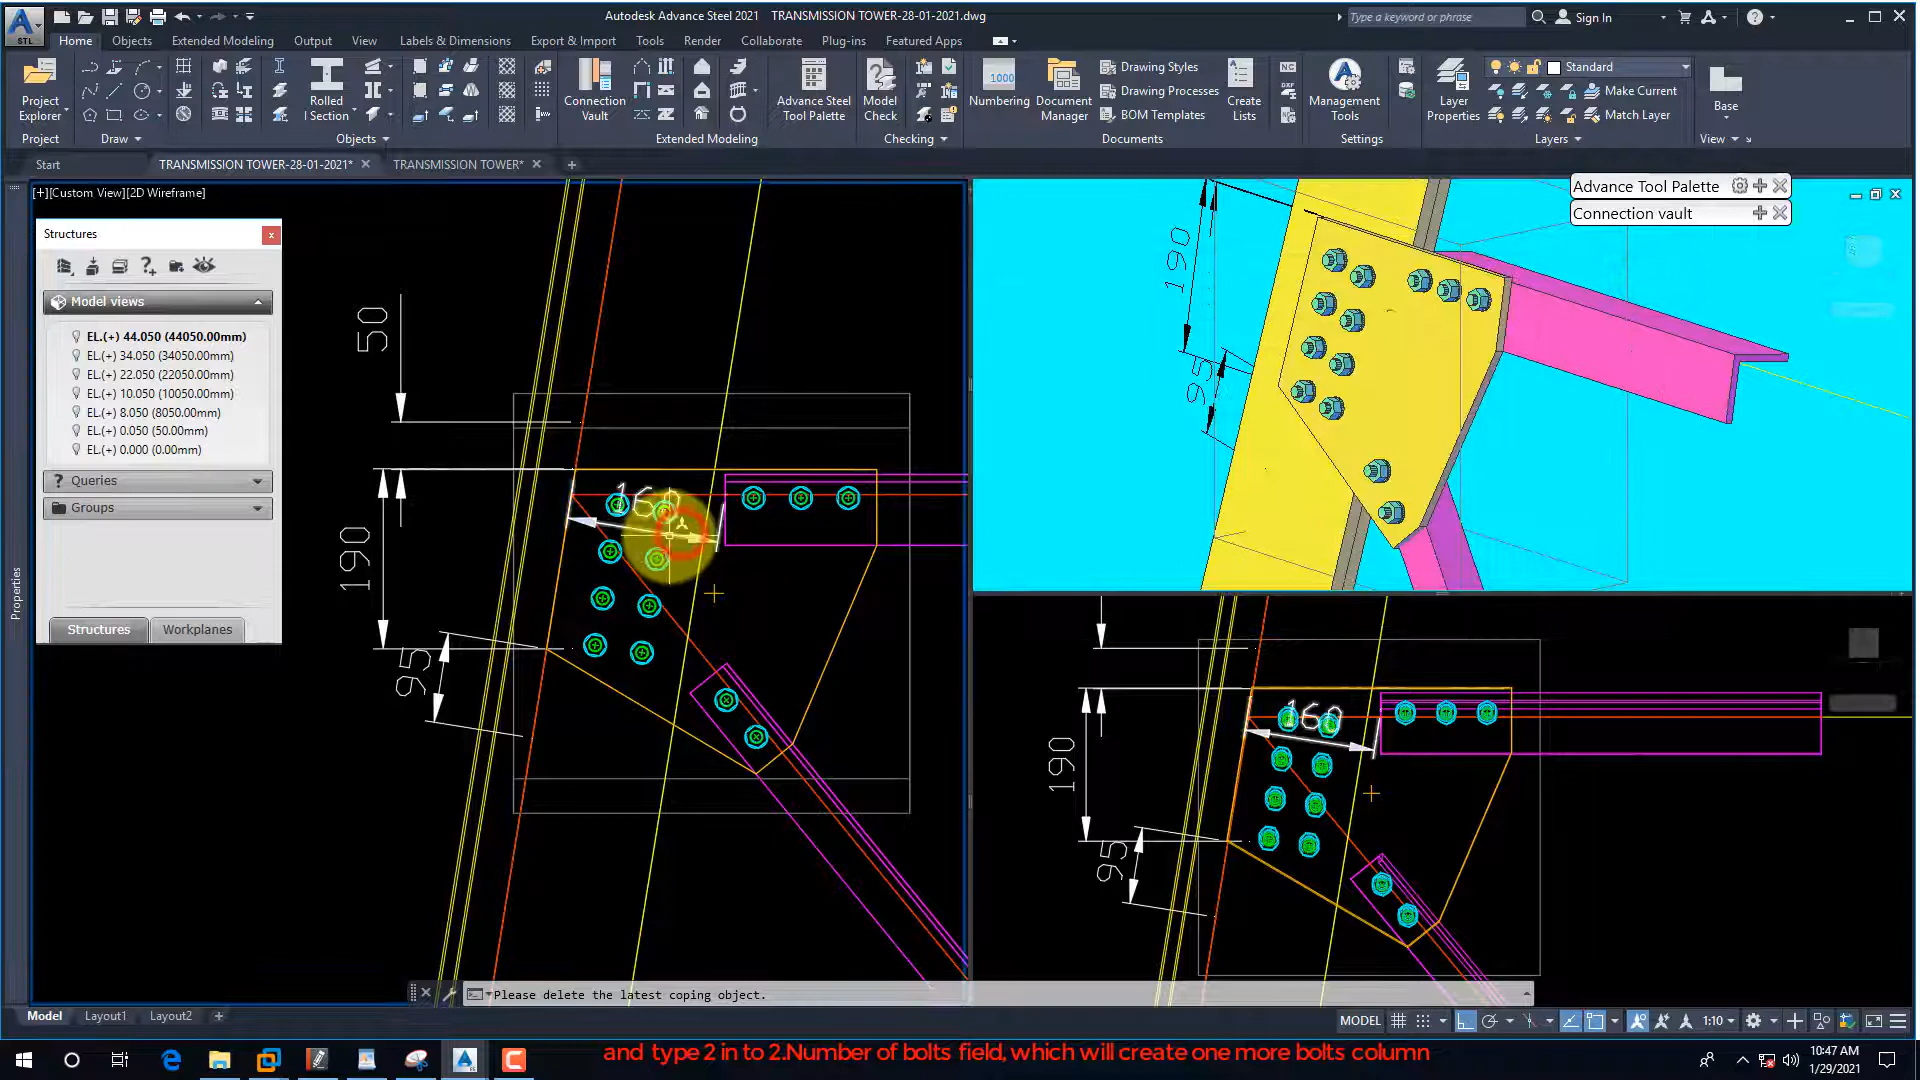 Autodesk Advance Steel 2021 TRANSMISSION TOWER-28-01-2021.dwg
Type a keyword or phrase
Sign In
STL
Home Objects Extended Modeling Output View Labels & Dimensions Export & Import Tools Render Collaborate Plug-ins Featured Apps
Project Explorer
Rolled I Section
Connection Vault
Advance Steel Tool Palette
Model Check
1000
Numbering
Document Manager
Drawing Styles
Drawing Processes
BOM Templates
Create Lists
NC
DXF
Management Tools
Layer Properties
Standard
Make Current
Match Layer
Base
Project Draw Objects Extended Modeling Checking Documents Settings Layers View
Start TRANSMISSION TOWER-28-01-2021* TRANSMISSION TOWER*
[+][Custom View][2D Wireframe]
Structures
Model views
EL.(+) 44.050 (44050.00mm)
EL.(+) 34.050 (34050.00mm)
EL.(+) 22.050 (22050.00mm)
EL.(+) 10.050 (10050.00mm)
EL.(+) 8.050 (8050.00mm)
EL.(+) 0.050 (50.00mm)
EL.(+) 0.000 (0.00mm)
Queries
Groups
Structures Workplanes
Properties
50
160
190
95
Advance Tool Palette
Connection vault
190
95
160
190
95
Please delete the latest coping object.
Model Layout1 Layout2
MODEL 1:10
and type 2 in to 2.Number of bolts field, which will create one more bolts column
10:47 AM
1/29/2021